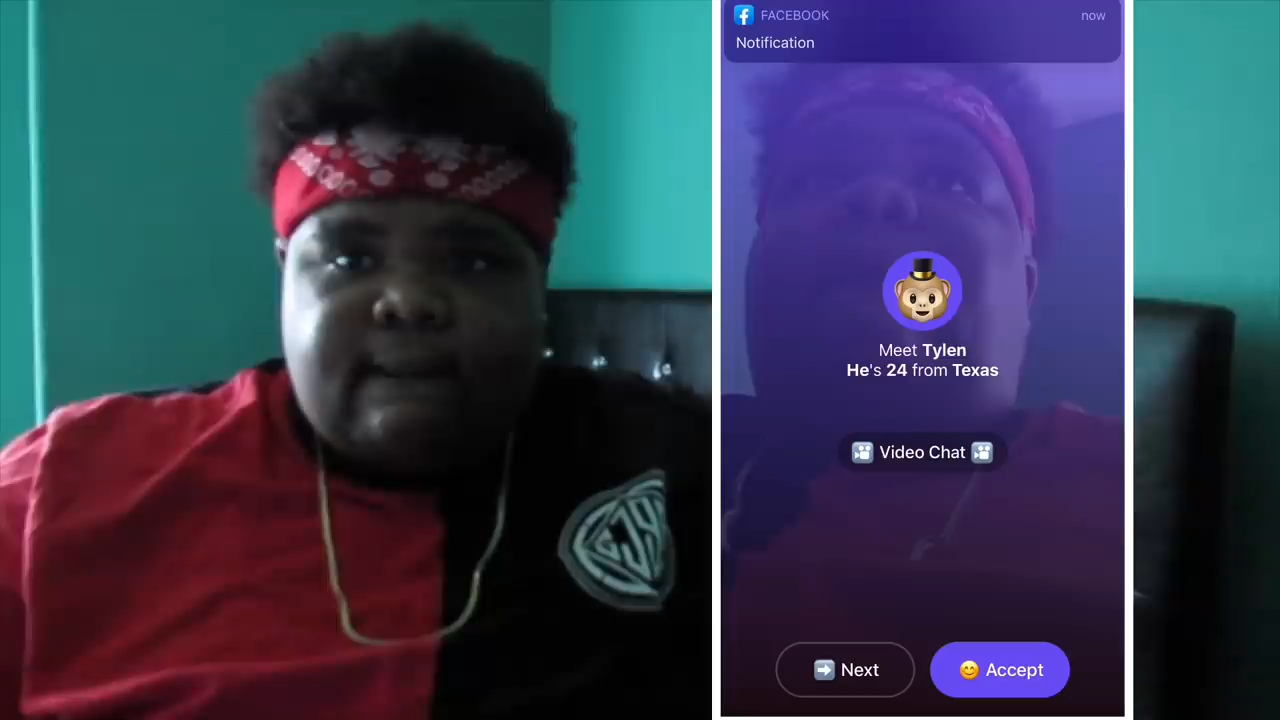 FACEBOOK
now
Notification
Meet Tylen
He's 24 from Texas
Video Chat
Next
Accept